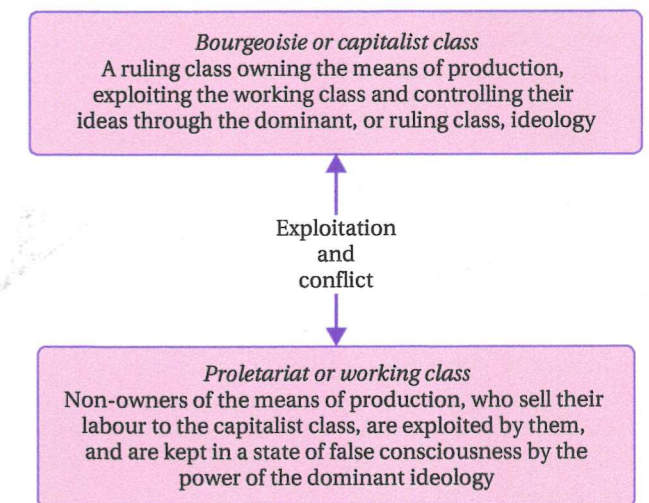 Bourgeoisie or capitalist class
A ruling class owning the means of production,
exploiting the working class and controlling their
ideas through the dominant, or ruling class, ideology
Exploitation
and
conflict
Proletariat or working class
Non-owners of the means of production, who sell their
labour to the capitalist class, are exploited by them,
and are kept in a state of false consciousness by the
power of the dominant ideology